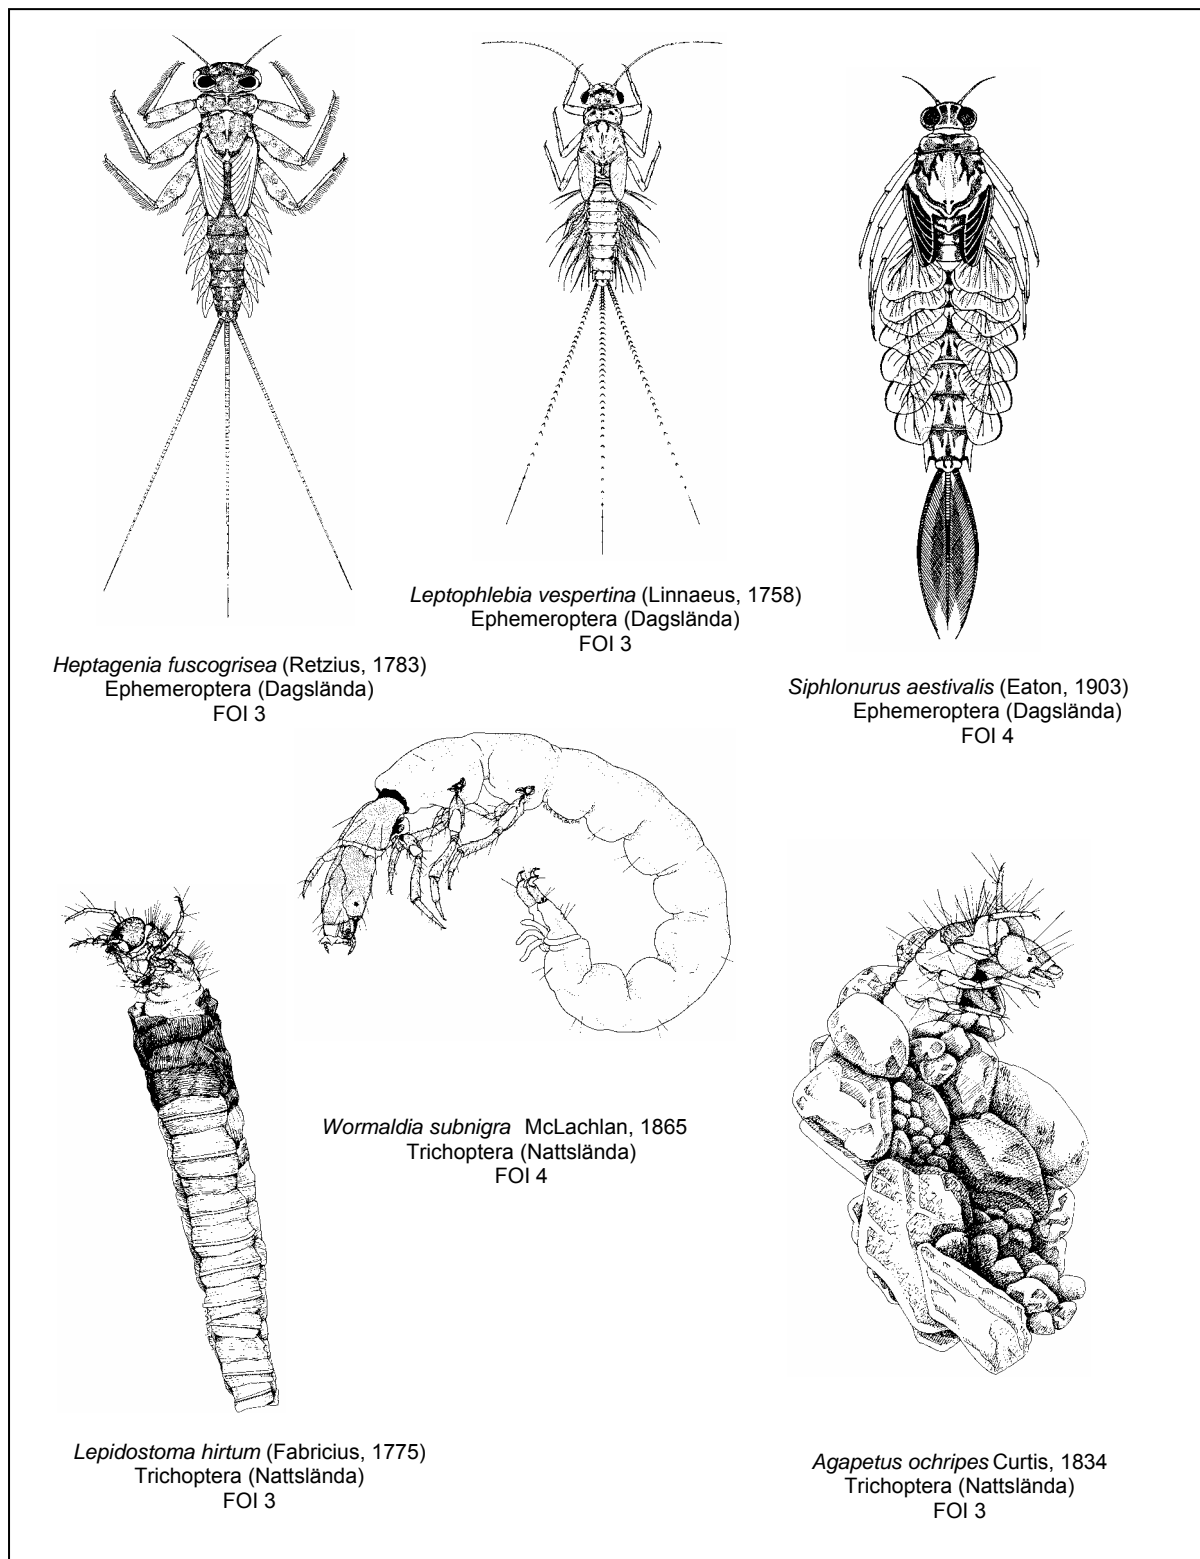 Leptophlebia vespertina (Linnaeus, 1758)
Ephemeroptera (Dagslända)
FOI 3
Heptagenia fuscogrisea (Retzius, 1783)
Ephemeroptera (Dagslända)
FOI 3
Siphlonurus aestivalis (Eaton, 1903)
Ephemeroptera (Dagslända)
FOI 4
Wormaldia subnigra McLachlan, 1865
Trichoptera (Nattslända)
FOI 4
Lepidostoma hirtum (Fabricius, 1775)
Trichoptera (Nattslända)
FOI 3
Agapetus ochripes Curtis, 1834
Trichoptera (Nattslända)
FOI 3